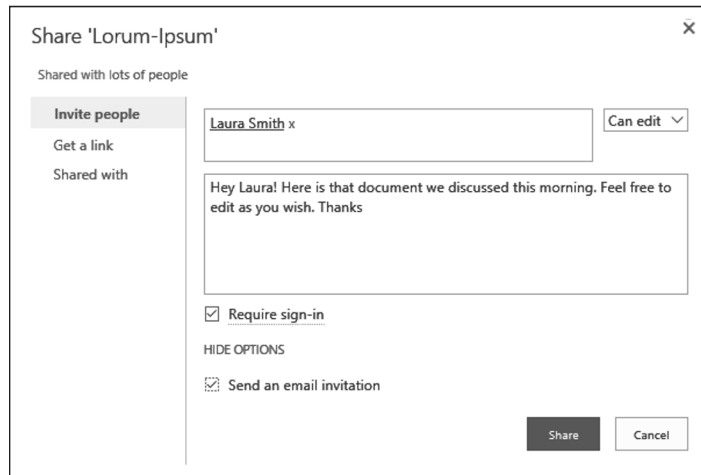 Share 'Lorum-Ipsum'
Shared with lots of people
Invite people
Get a link
Shared with
Laura Smith x
Can edit
Hey Laura! Here is that document we discussed this morning. Feel free to
edit as you wish. Thanks
Require sign-in
HIDE OPTIONS
Send an email invitation
Share
Cancel